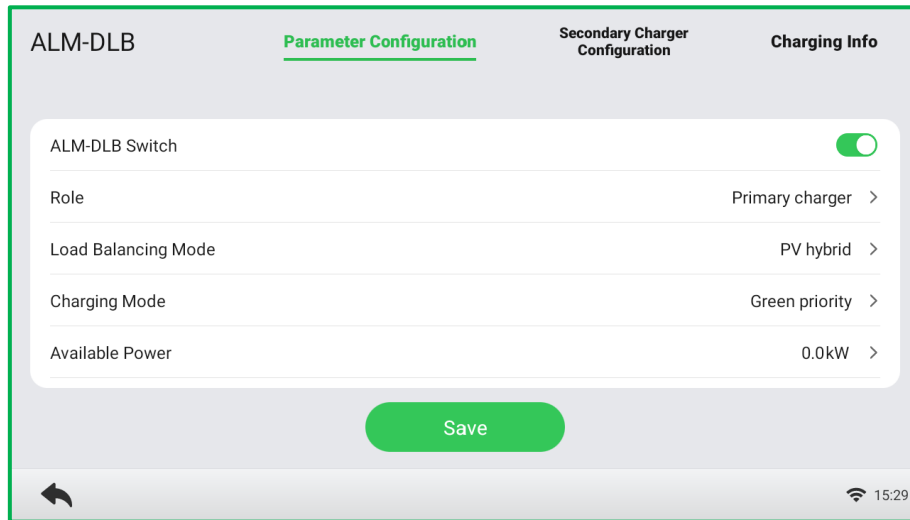 ALM-DLB
Parameter Configuration
Secondary Charger
Configuration
Charging Info
ALM-DLB Switch
Role
Primary charger
Load Balancing Mode
PV hybrid
Charging Mode
Green priority
Available Power
0.0kW
Save
15:29